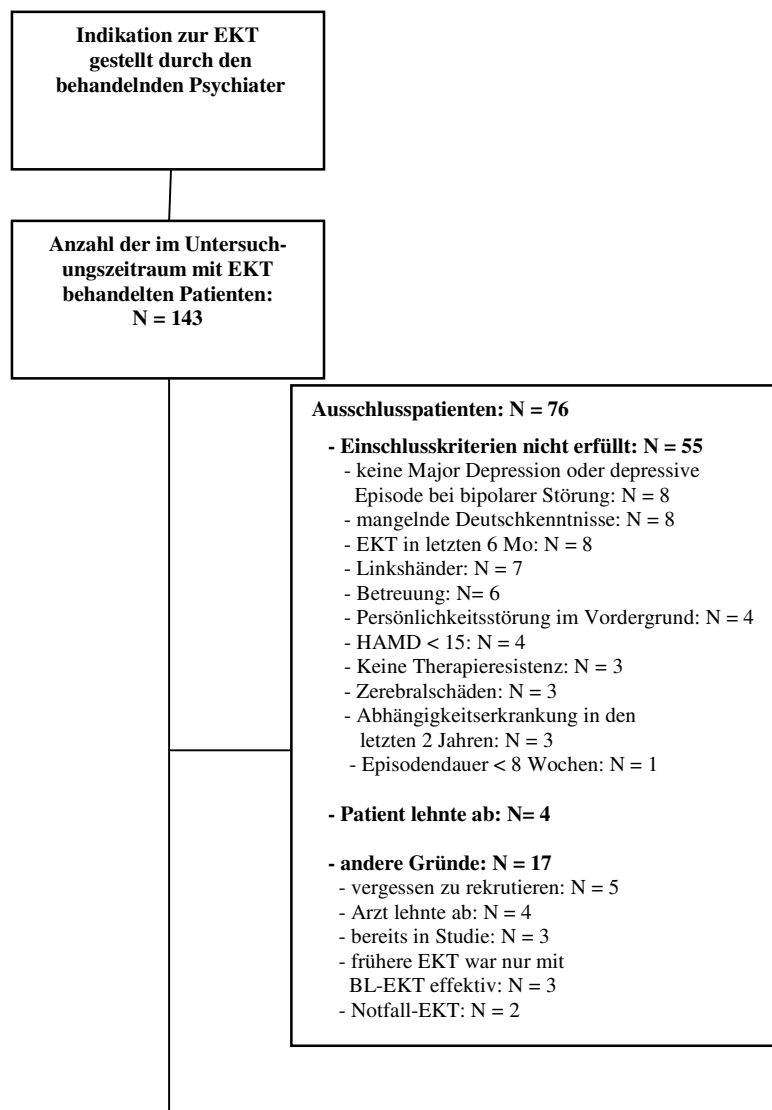 Indikation zur EKT
gestellt durch den
behandelnden Psychiater
Anzahl der im Untersuch-
ungszeitraum mit EKT
behandelten Patienten:
N = 143
Ausschlusspatienten: N = 76
- Einschlusskriterien nicht erfüllt: N = 55
- keine Major Depression oder depressive
Episode bei bipolarer Störung: N = 8
- mangelnde Deutschkenntnisse: N = 8
- EKT in letzten 6 Mo: N = 8
- Linkshänder: N = 7
- Betreuung: N= 6
- Persönlichkeitsstörung im Vordergrund: N = 4
- HAMD < 15: N = 4
- Keine Therapieresistenz: N = 3
- Zerebralschäden: N = 3
- Abhängigkeitserkrankung in den
letzten 2 Jahren: N = 3
- Episodendauer < 8 Wochen: N = 1
- Patient lehnte ab: N= 4
- andere Gründe: N = 17
- vergessen zu rekrutieren: N = 5
- Arzt lehnte ab: N = 4
- bereits in Studie: N = 3
- frühere EKT war nur mit
BL-EKT effektiv: N = 3
- Notfall-EKT: N = 2